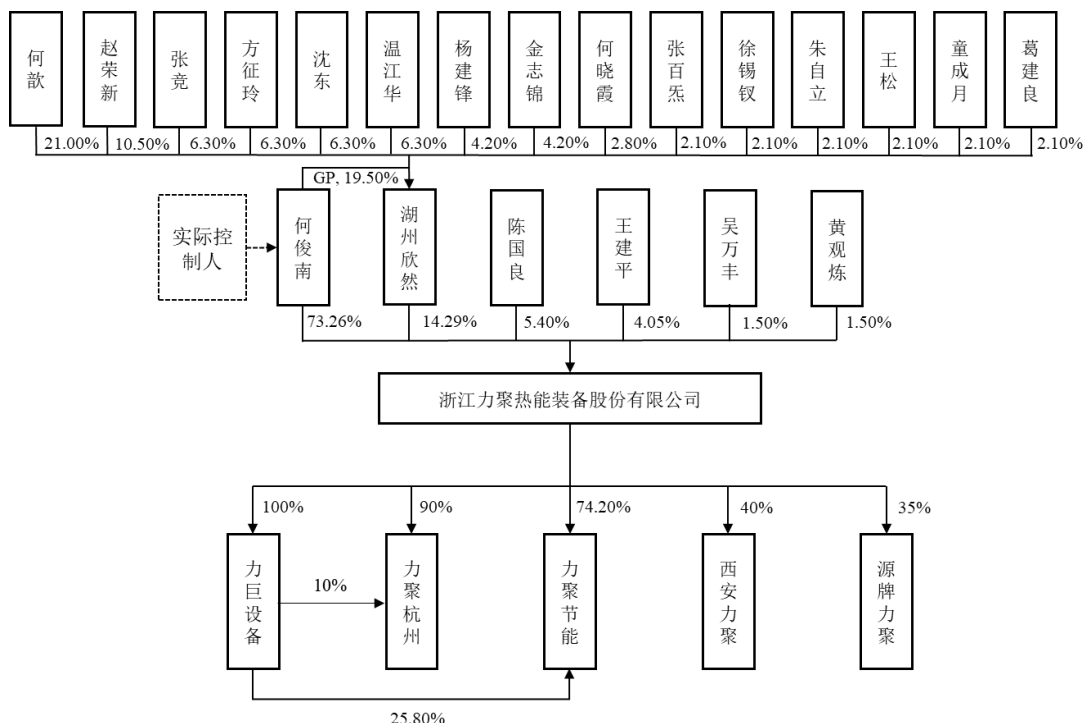 何歆
赵荣新
张竞
方征玲
沈东
温江华
杨建锋
金志锦
何晓霞
张百炁
徐锡钗
朱自立
王松
童成月
葛建良
21.00%
10.50%
6.30%
6.30%
6.30%
6.30%
4.20%
4.20%
2.80%
2.10%
2.10%
2.10%
2.10%
2.10%
2.10%
GP, 19.50%
实际控
制人
何俊南
湖州欣然
陈国良
王建平
吴万丰
黄观炼
73.26%
14.29%
5.40%
4.05%
1.50%
1.50%
浙江力聚热能装备股份有限公司
100%
90%
74.20%
40%
35%
力巨设备
10%
力聚杭州
力聚节能
西安力聚
源牌力聚
25.80%